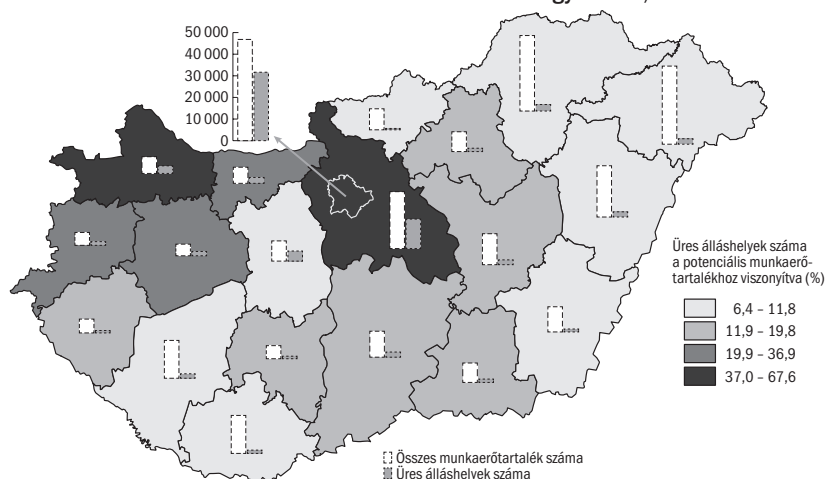 50 000
40 000
30 000
20 000
10 000
0
Üres álláshelyek száma
a potenciális munkaerő-
tartalékhoz viszonyítva (%)
6,4 – 11,8
11,9 – 19,8
19,9 – 36,9
37,0 – 67,6
Összes munkaerőtartalék száma
Üres álláshelyek száma